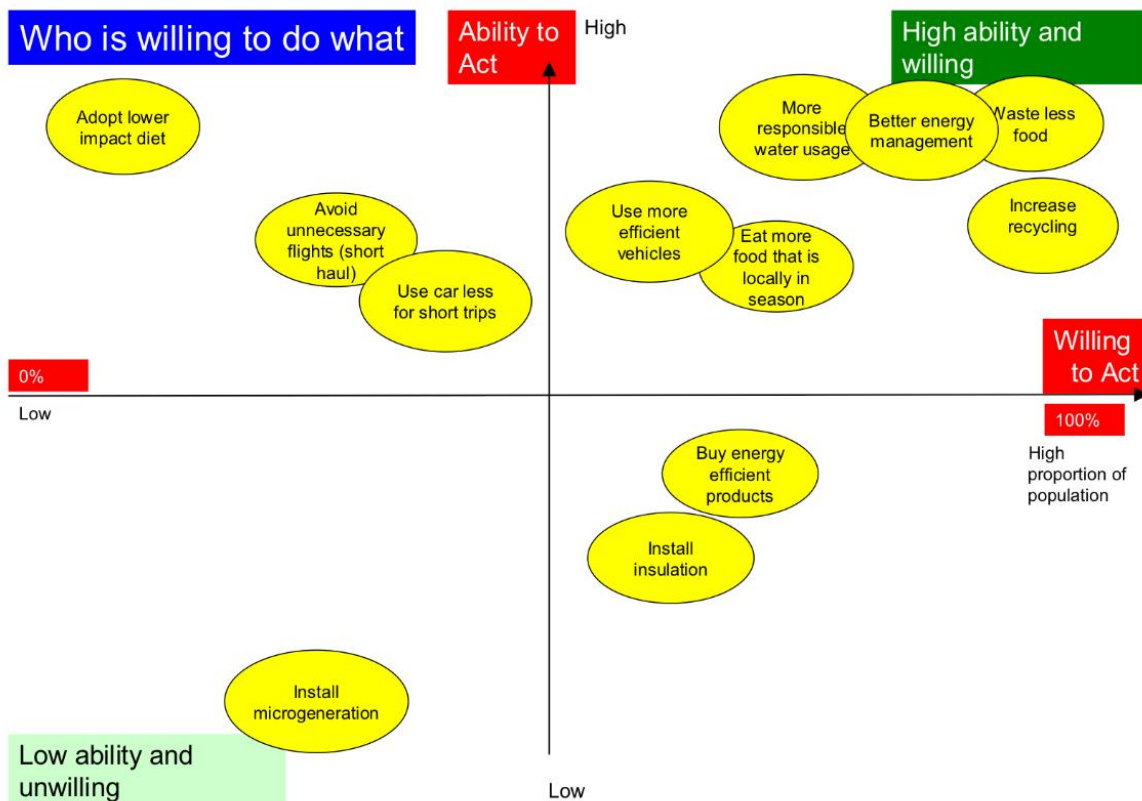 Who is willing to do what
Ability to
Act
High
High ability and
willing
Adopt lower
impact diet
More
responsible
water usage
Better energy
management
Waste less
food
Avoid
unnecessary
flights (short
haul)
Use car less
for short trips
Use more
efficient
vehicles
Eat more
food that is
locally in
season
Increase
recycling
0%
Low
Willing
to Act
100%
High
proportion of
population
Buy energy
efficient
products
Install
insulation
Install
microgeneration
Low ability and
unwilling
Low